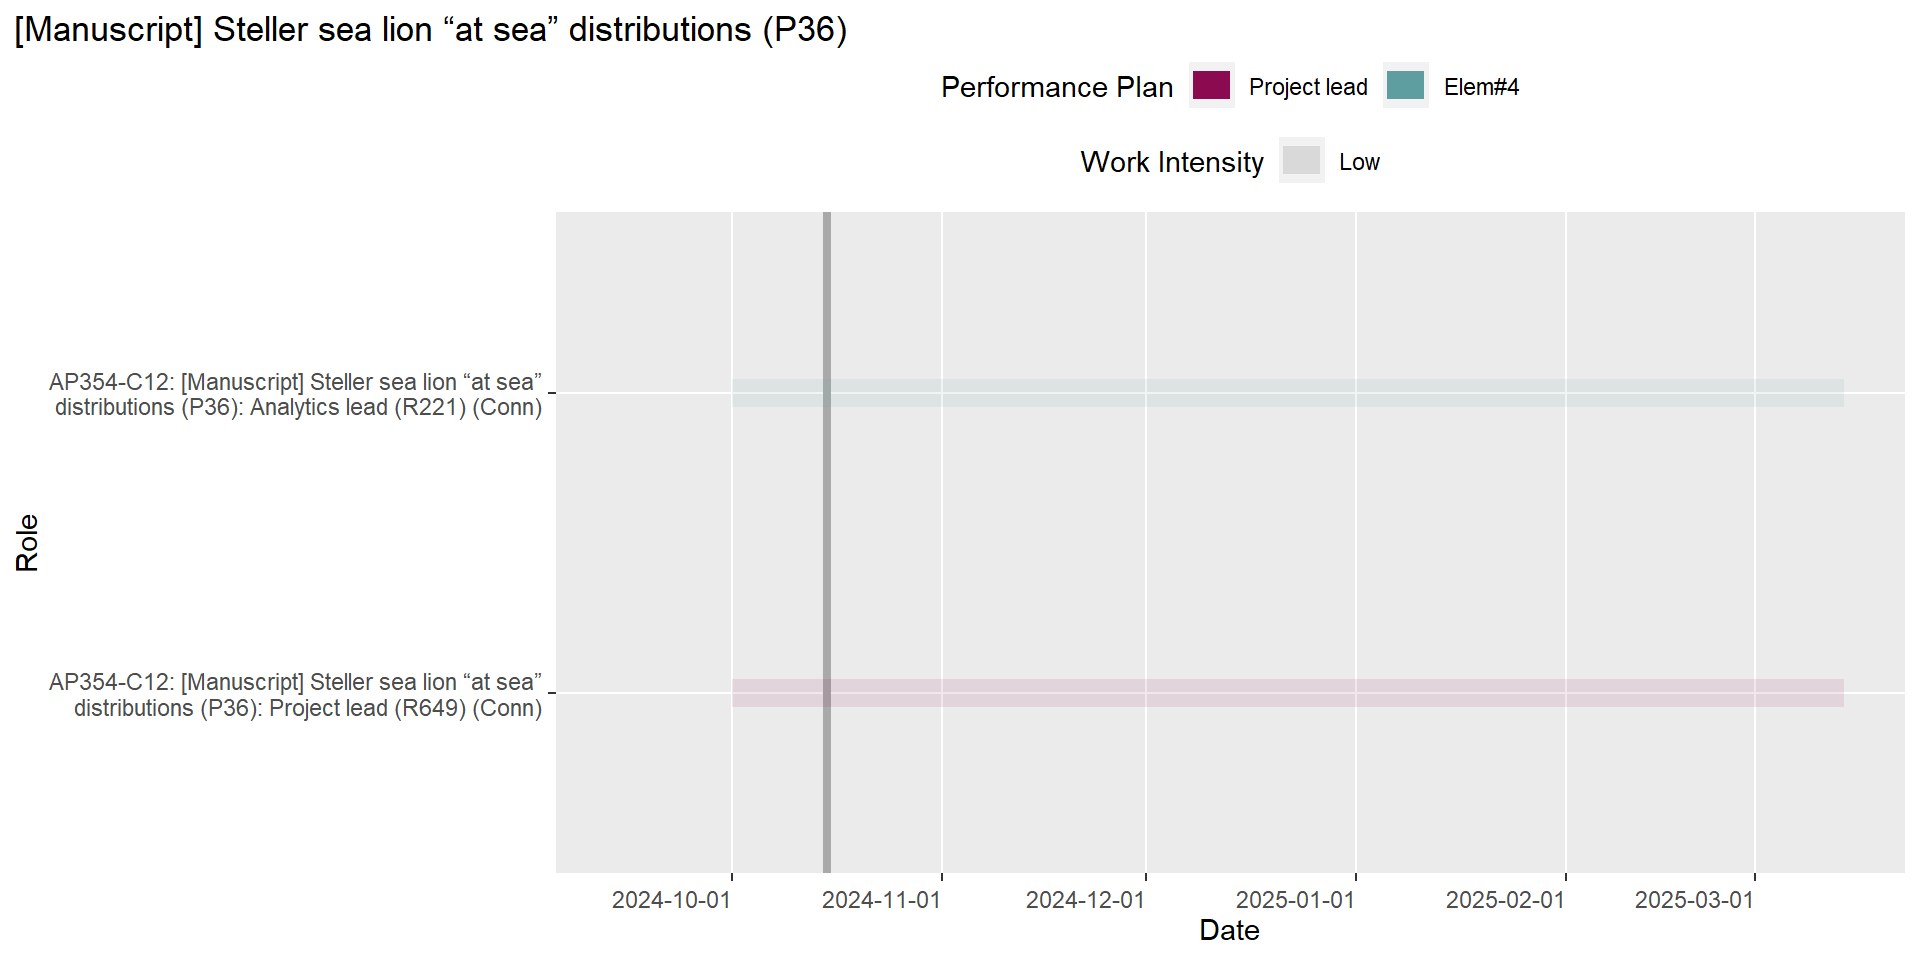 [Manuscript] Steller sea lion “at sea” distributions (P36)
Performance Plan Project lead Elem#4
Work Intensity Low
AP354-C12: [Manuscript] Steller sea lion “at sea”
distributions (P36): Analytics lead (R221) (Conn)
Role
AP354-C12: [Manuscript] Steller sea lion “at sea”
distributions (P36): Project lead (R649) (Conn)
2024-10-01 2024-11-01 2024-12-01 2025-01-01 2025-02-01 2025-03-01
Date